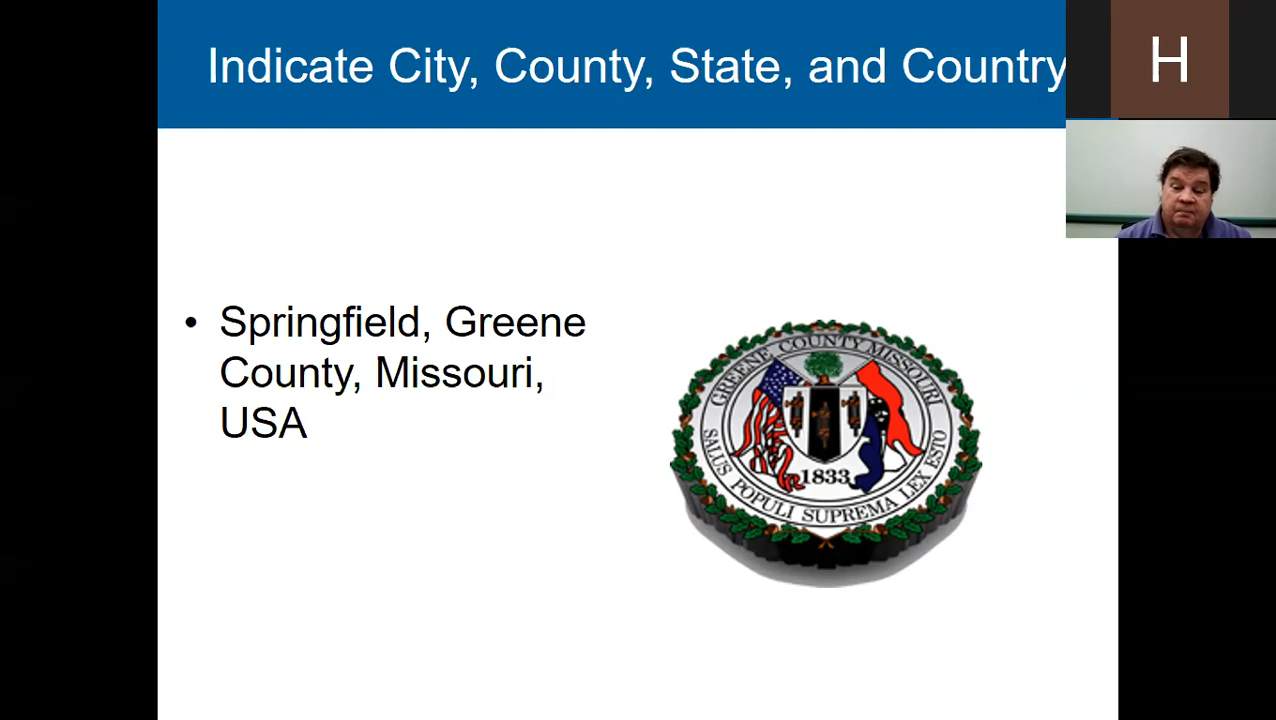 Indicate City, County, State, and Country
H
• Springfield, Greene
County, Missouri,
USA
GREENE COUNTY MISSOURI
1833
SALUS POPULI SUPREMA LEX ESTO